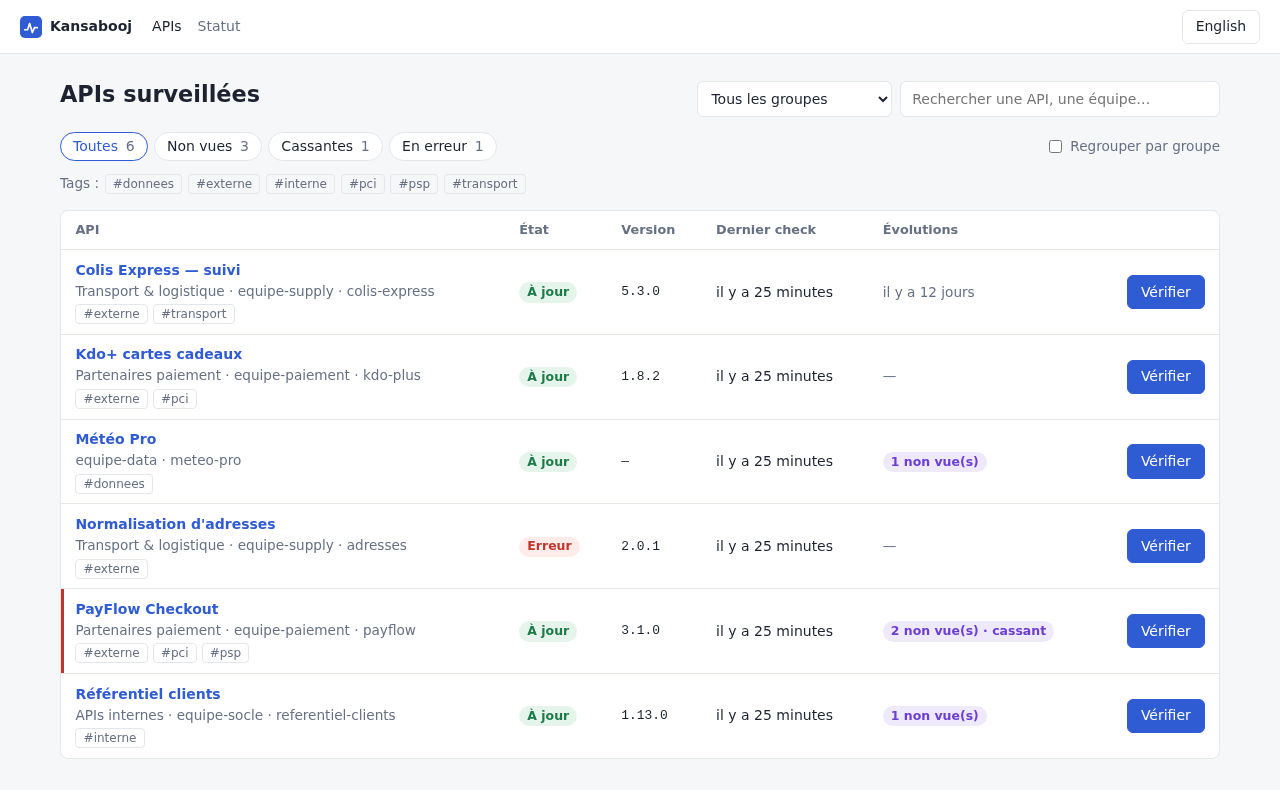 Kansabooj APIs Statut English
APIs surveillées Tous les groupes Rechercher une API, une équipe…
Toutes 6 Non vues 3 Cassantes 1 En erreur 1 Regrouper par groupe
Tags : #donnees #externe #interne #pci #psp #transport
API État Version Dernier check Évolutions
Colis Express — suivi
Transport & logistique · equipe-supply · colis-express
#externe #transport
À jour 5.3.0 il y a 25 minutes il y a 12 jours Vérifier
Kdo+ cartes cadeaux
Partenaires paiement · equipe-paiement · kdo-plus
#externe #pci
À jour 1.8.2 il y a 25 minutes — Vérifier
Météo Pro
equipe-data · meteo-pro
#donnees
À jour — il y a 25 minutes 1 non vue(s) Vérifier
Normalisation d'adresses
Transport & logistique · equipe-supply · adresses
#externe
Erreur 2.0.1 il y a 25 minutes — Vérifier
PayFlow Checkout
Partenaires paiement · equipe-paiement · payflow
#externe #pci #psp
À jour 3.1.0 il y a 25 minutes 2 non vue(s) · cassant Vérifier
Référentiel clients
APIs internes · equipe-socle · referentiel-clients
#interne
À jour 1.13.0 il y a 25 minutes 1 non vue(s) Vérifier